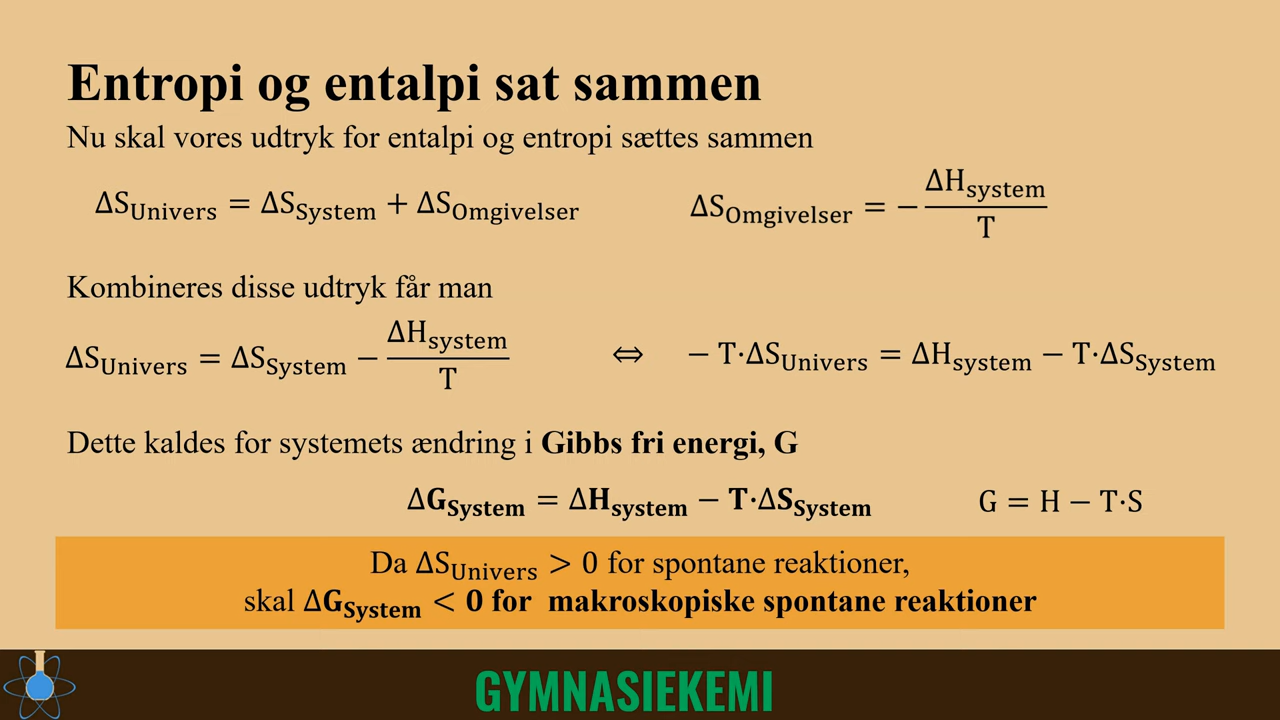 Entropi og entalpi sat sammen
Nu skal vores udtryk for entalpi og entropi sættes sammen
ΔS_Univers = ΔS_System + ΔS_Omgivelser
ΔS_Omgivelser = − ΔH_system / T
Kombineres disse udtryk får man
ΔS_Univers = ΔS_System − ΔH_system / T ⇔ − T·ΔS_Univers = ΔH_system − T·ΔS_System
Dette kaldes for systemets ændring i Gibbs fri energi, G
ΔG_System = ΔH_system − T·ΔS_System
G = H − T·S
Da ΔS_Univers > 0 for spontane reaktioner,
skal ΔG_System < 0 for makroskopiske spontane reaktioner
GYMNASIEKEMI